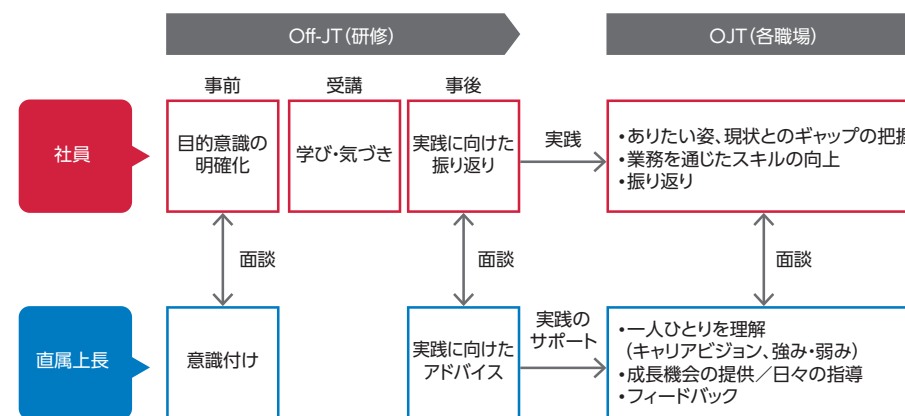 Off-JT（研修）
OJT（各職場）
事前
受講
事後
社員
目的意識の
明確化
学び・気づき
実践に向けた
振り返り
実践
・ありたい姿、現状とのギャップの把握
・業務を通じたスキルの向上
・振り返り
面談
面談
面談
直属上長
意識付け
実践に向けた
アドバイス
実践の
サポート
・一人ひとりを理解
（キャリアビジョン、強み・弱み）
・成長機会の提供／日々の指導
・フィードバック